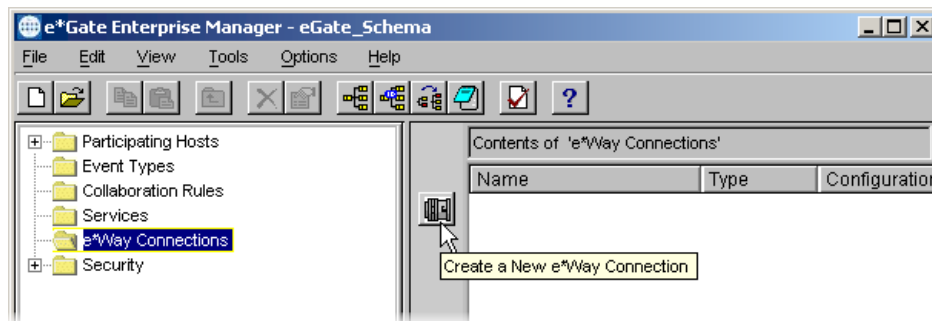 e*Gate Enterprise Manager - eGate_Schema
File Edit View Tools Options Help
?
Participating Hosts
Event Types
Collaboration Rules
Services
e*Way Connections
Security
Contents of 'e*Way Connections'
Name Type Configuration
Create a New e*Way Connection